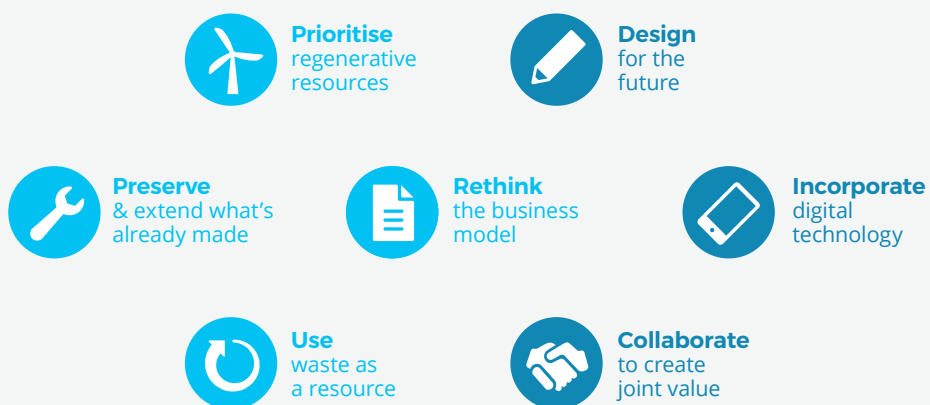 Prioritise
regenerative
resources
Design
for the
future
Preserve
& extend what's
already made
Rethink
the business
model
Incorporate
digital
technology
Use
waste as
a resource
Collaborate
to create
joint value